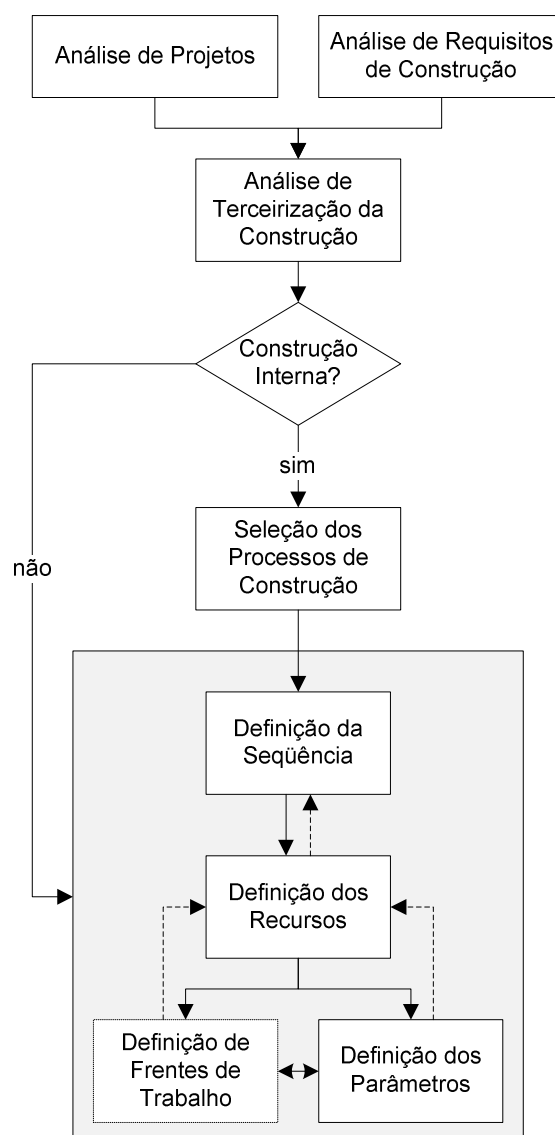 Análise de Projetos
Análise de Requisitos
de Construção
Análise de
Terceirização da
Construção
Construção
Interna?
sim
Seleção dos
Processos de
Construção
não
Definição da
Seqüência
Definição dos
Recursos
Definição de
Frentes de
Trabalho
Definição dos
Parâmetros